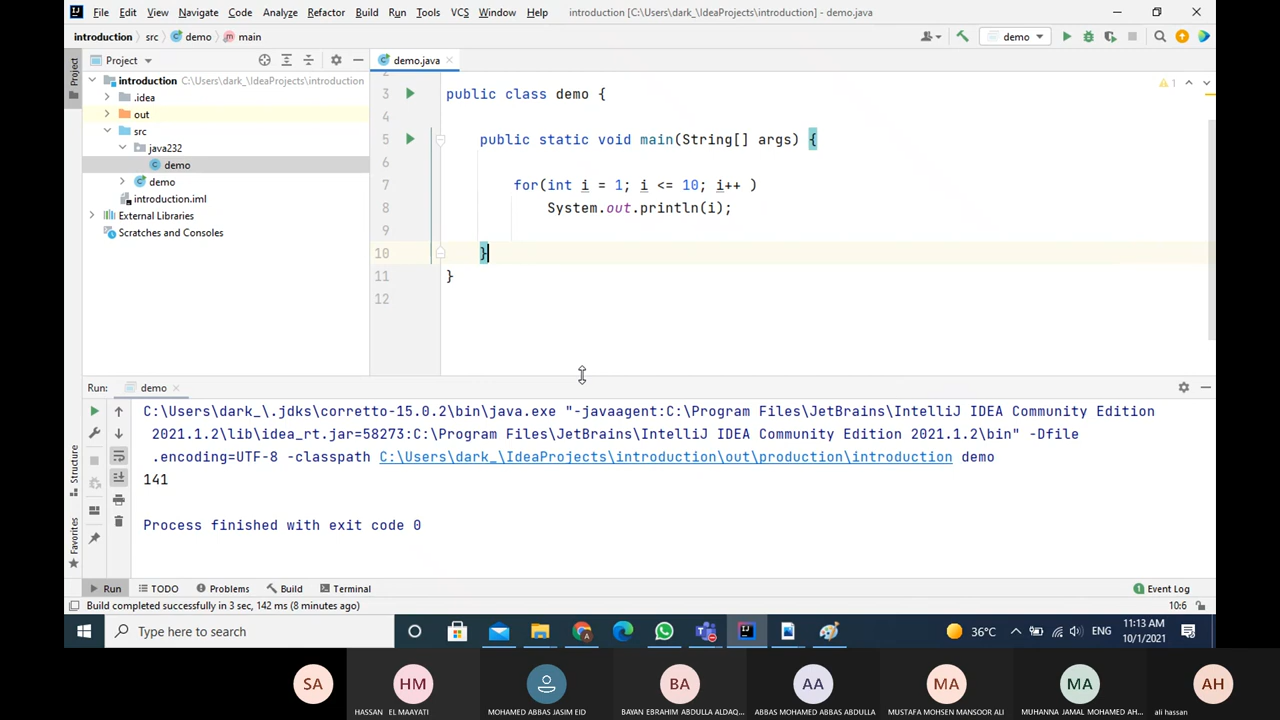 File Edit View Navigate Code Analyze Refactor Build Run Tools VCS Window Help introduction [C:\Users\dark_\IdeaProjects\introduction] - demo.java
introduction src demo main demo
Project demo.java
introduction C:\Users\dark_\IdeaProjects\introduction
.idea
out
src
java232
demo
demo
introduction.iml
External Libraries
Scratches and Consoles
Project
Structure
Favorites
2
3 public class demo {
4
5 public static void main(String[] args) {
6
7 for(int i = 1; i <= 10; i++ )
8 System.out.println(i);
9
10 }
11 }
12
1
Run: demo
C:\Users\dark_\.jdks\corretto-15.0.2\bin\java.exe "-javaagent:C:\Program Files\JetBrains\IntelliJ IDEA Community Edition
2021.1.2\lib\idea_rt.jar=58273:C:\Program Files\JetBrains\IntelliJ IDEA Community Edition 2021.1.2\bin" -Dfile
.encoding=UTF-8 -classpath C:\Users\dark_\IdeaProjects\introduction\out\production\introduction demo
141
Process finished with exit code 0
Run TODO Problems Build Terminal 1 Event Log
Build completed successfully in 3 sec, 142 ms (8 minutes ago) 10:6
Type here to search 36°C ENG 11:13 AM
10/1/2021
SA HM BA AA MA MA AH
HASSAN EL MAAYATI MOHAMED ABBAS JASIM EID BAYAN EBRAHIM ABDULLA ALDAQ... ABBAS MOHAMED ABBAS ABDULLA MUSTAFA MOHSEN MANSOOR ALI MUHANNA JAMAL MOHAMED AH... ali hassan